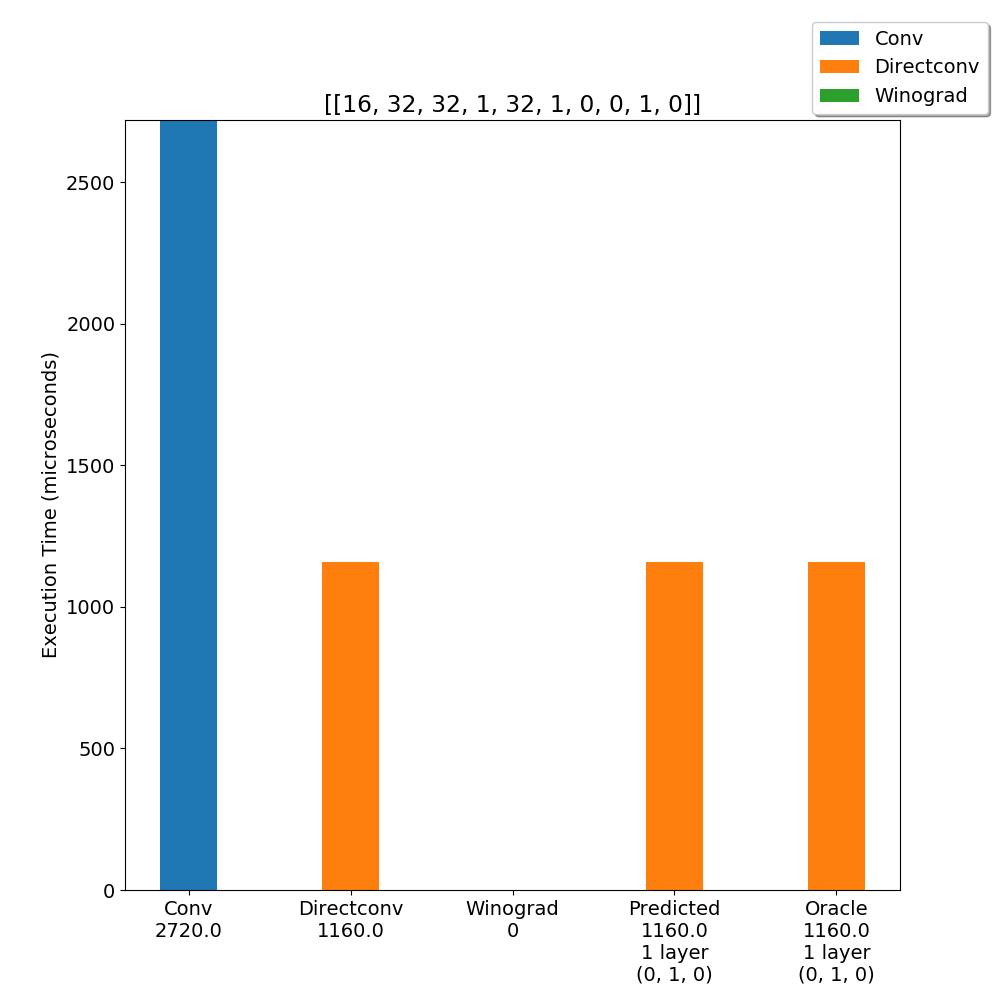 Conv
Directconv
Winograd
[[16, 32, 32, 1, 32, 1, 0, 0, 1, 0]]
Execution Time (microseconds)
2500
2000
1500
1000
500
0
Conv
2720.0
Directconv
1160.0
Winograd
0
Predicted
1160.0
1 layer
(0, 1, 0)
Oracle
1160.0
1 layer
(0, 1, 0)